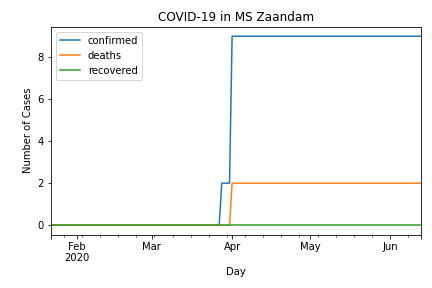 COVID-19 in MS Zaandam
confirmed
deaths
recovered
Number of Cases
8
6
4
2
0
Feb
2020
Mar
Apr
May
Jun
Day